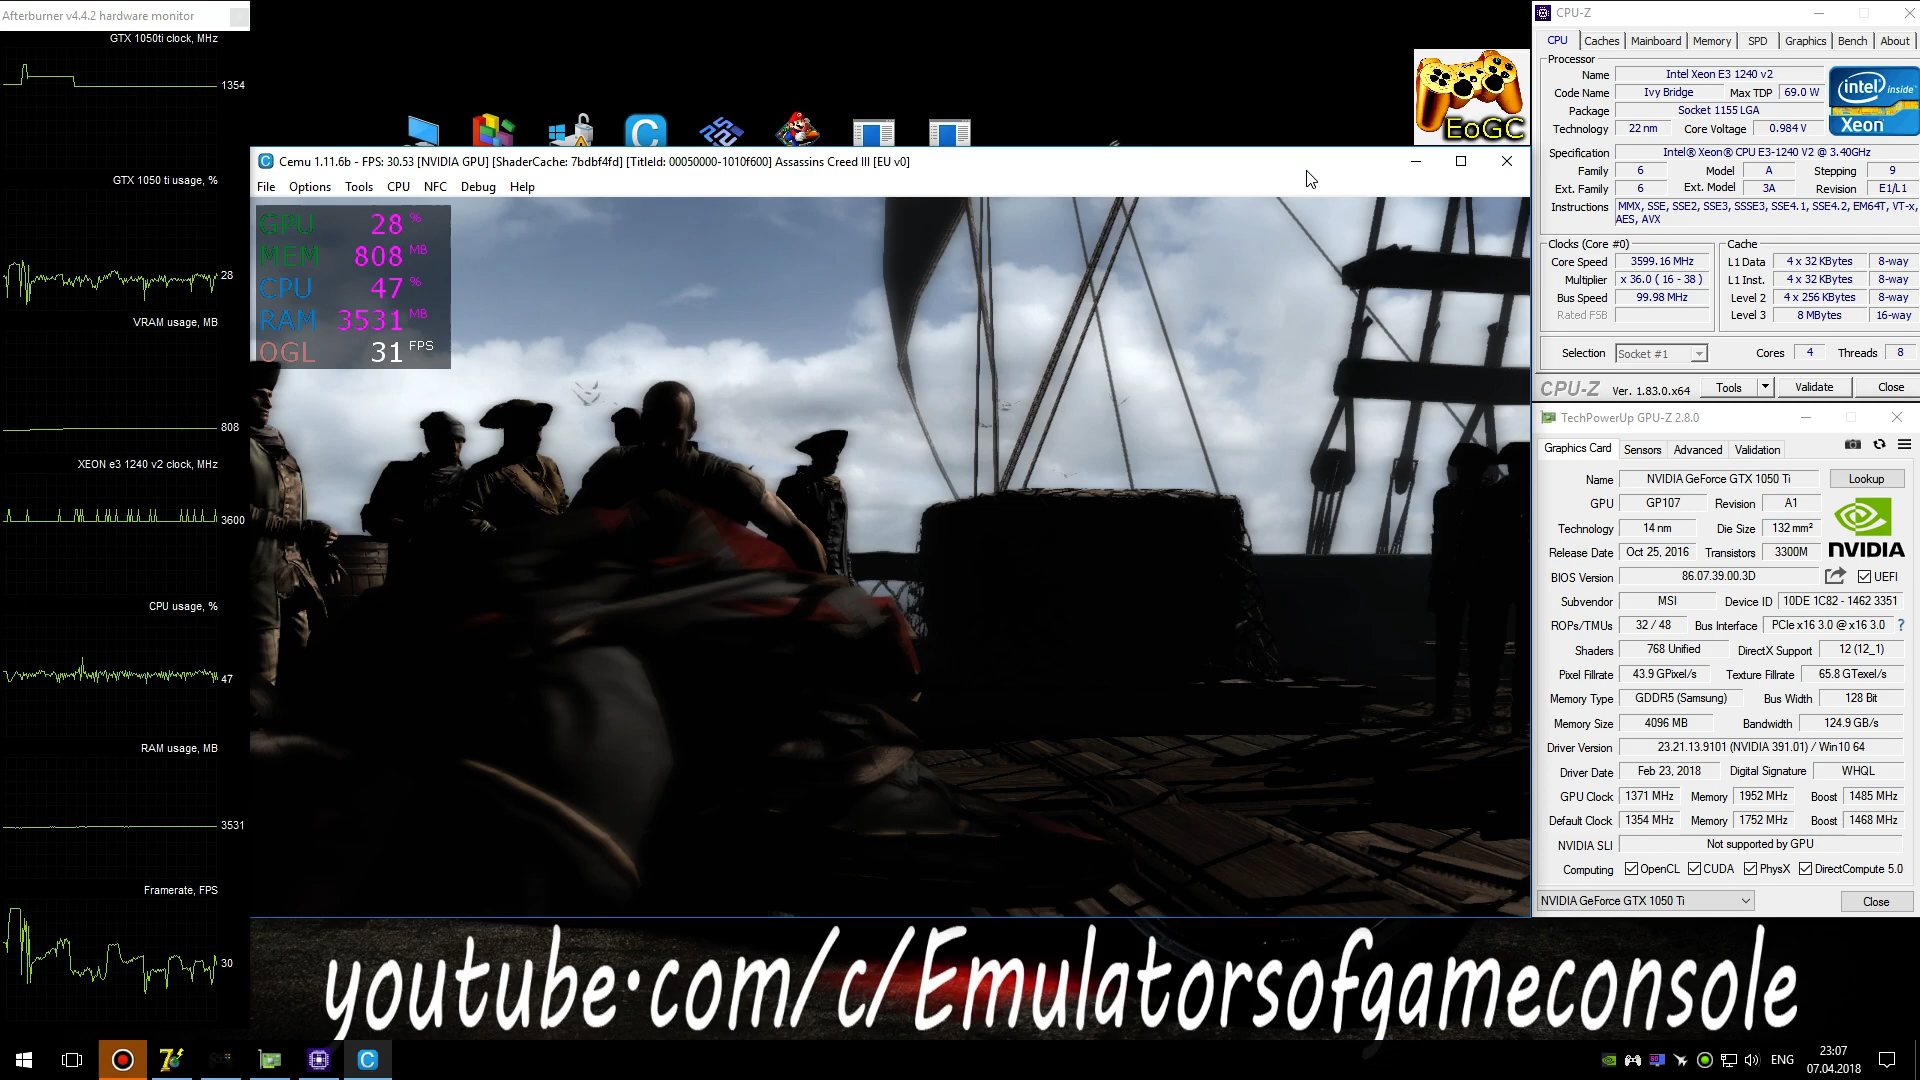 Afterburner v4.4.2 hardware monitor
GTX 1050ti clock, MHz
1354
GTX 1050 ti usage, %
28
VRAM usage, MB
808
XEON e3 1240 v2 clock, MHz
3600
CPU usage, %
47
RAM usage, MB
3531
Framerate, FPS
30
EoGC
Cemu 1.11.6b - FPS: 30.53 [NVIDIA GPU] [ShaderCache: 7bdbf4fd] [TitleId: 00050000-1010f600] Assassins Creed III [EU v0]
File Options Tools CPU NFC Debug Help
GPU 28 %
MEM 808 MB
CPU 47 %
RAM 3531 MB
OGL 31 FPS
CPU-Z
CPU Caches Mainboard Memory SPD Graphics Bench About
Processor
Name Intel Xeon E3 1240 v2
Code Name Ivy Bridge Max TDP 69.0 W
Package Socket 1155 LGA
Technology 22 nm Core Voltage 0.984 V
intel inside™ Xeon
Specification Intel® Xeon® CPU E3-1240 V2 @ 3.40GHz
Family 6 Model A Stepping 9
Ext. Family 6 Ext. Model 3A Revision E1/L1
Instructions MMX, SSE, SSE2, SSE3, SSSE3, SSE4.1, SSE4.2, EM64T, VT-x,
AES, AVX
Clocks (Core #0) Cache
Core Speed 3599.16 MHz L1 Data 4 x 32 KBytes 8-way
Multiplier x 36.0 ( 16 - 38 ) L1 Inst. 4 x 32 KBytes 8-way
Bus Speed 99.98 MHz Level 2 4 x 256 KBytes 8-way
Rated FSB Level 3 8 MBytes 16-way
Selection Socket #1 Cores 4 Threads 8
CPU-Z Ver. 1.83.0.x64 Tools Validate Close
TechPowerUp GPU-Z 2.8.0
Graphics Card Sensors Advanced Validation
Name NVIDIA GeForce GTX 1050 Ti Lookup
GPU GP107 Revision A1
Technology 14 nm Die Size 132 mm²
Release Date Oct 25, 2016 Transistors 3300M
NVIDIA
BIOS Version 86.07.39.00.3D UEFI
Subvendor MSI Device ID 10DE 1C82 - 1462 3351
ROPs/TMUs 32 / 48 Bus Interface PCIe x16 3.0 @ x16 3.0 ?
Shaders 768 Unified DirectX Support 12 (12_1)
Pixel Fillrate 43.9 GPixel/s Texture Fillrate 65.8 GTexel/s
Memory Type GDDR5 (Samsung) Bus Width 128 Bit
Memory Size 4096 MB Bandwidth 124.9 GB/s
Driver Version 23.21.13.9101 (NVIDIA 391.01) / Win10 64
Driver Date Feb 23, 2018 Digital Signature WHQL
GPU Clock 1371 MHz Memory 1952 MHz Boost 1485 MHz
Default Clock 1354 MHz Memory 1752 MHz Boost 1468 MHz
NVIDIA SLI Not supported by GPU
Computing OpenCL CUDA PhysX DirectCompute 5.0
NVIDIA GeForce GTX 1050 Ti Close
youtube.com/c/Emulatorsofgameconsole
ENG
23:07
07.04.2018